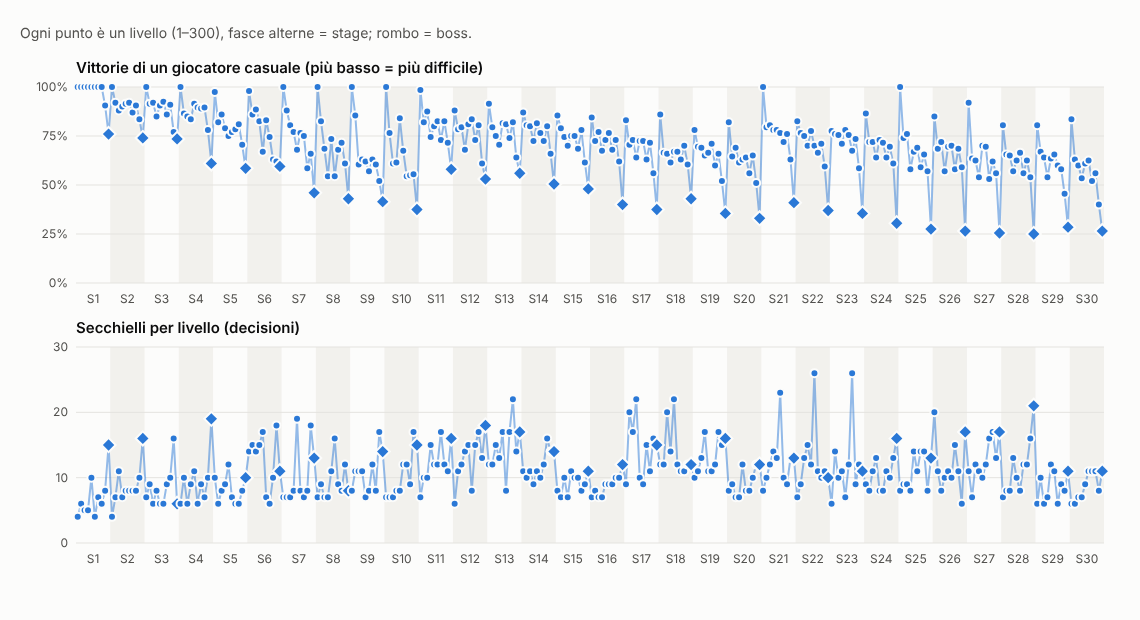 Ogni punto è un livello (1–300), fasce alterne = stage; rombo = boss.
Vittorie di un giocatore casuale (più basso = più difficile)
100%
75%
50%
25%
0%
S1 S2 S3 S4 S5 S6 S7 S8 S9 S10 S11 S12 S13 S14 S15 S16 S17 S18 S19 S20 S21 S22 S23 S24 S25 S26 S27 S28 S29 S30
Secchielli per livello (decisioni)
30
20
10
0
S1 S2 S3 S4 S5 S6 S7 S8 S9 S10 S11 S12 S13 S14 S15 S16 S17 S18 S19 S20 S21 S22 S23 S24 S25 S26 S27 S28 S29 S30